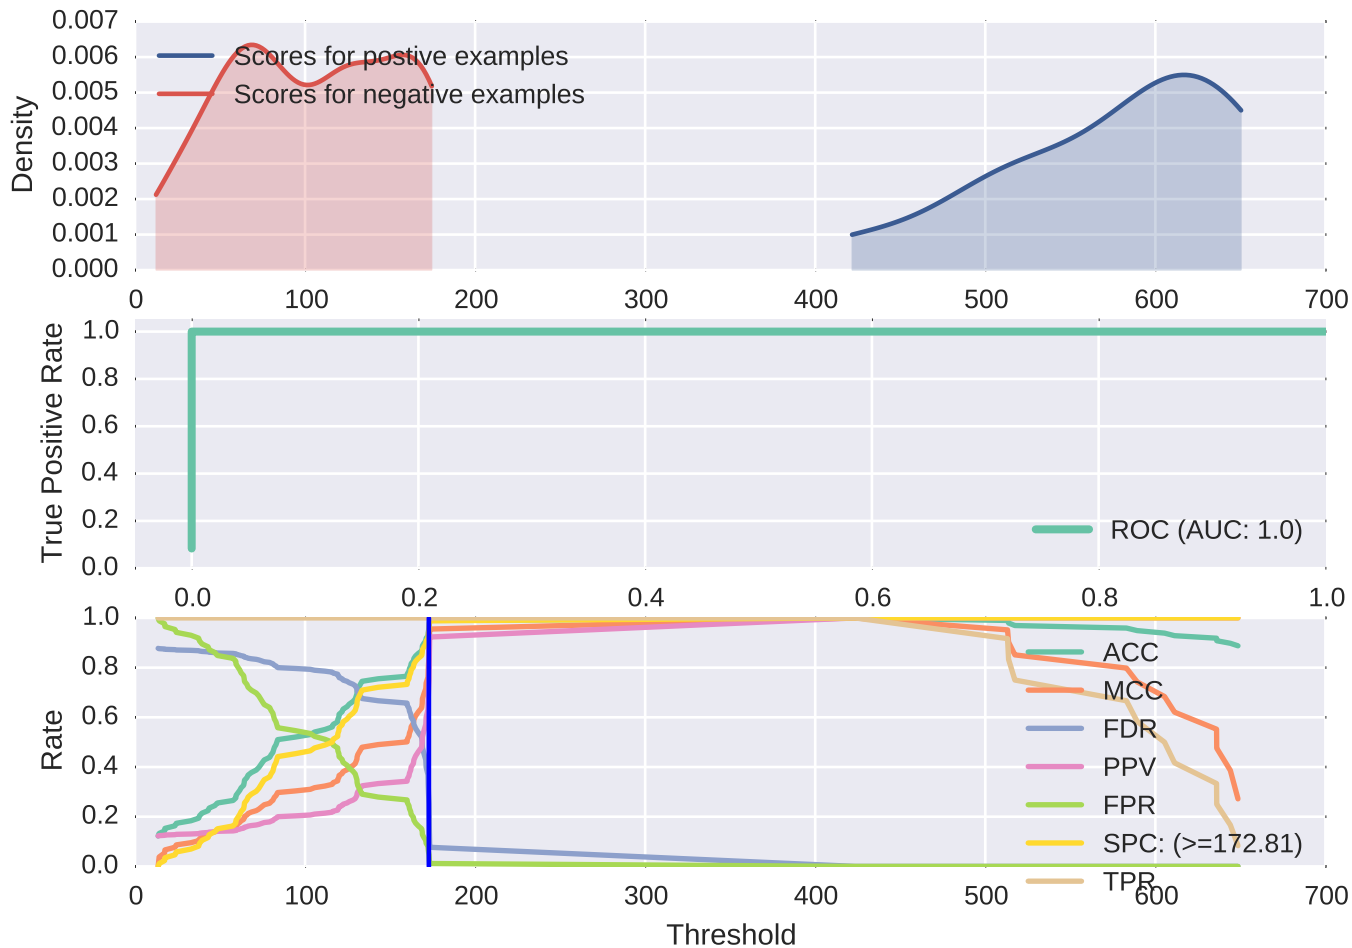 0.007
0.006
0.005
0.004
0.003
0.002
0.001
0.000
Density
Scores for postive examples
Scores for negative examples
0 100 200 300 400 500 600 700
1.0
0.8
0.6
0.4
0.2
0.0
True Positive Rate
ROC (AUC: 1.0)
0.0 0.2 0.4 0.6 0.8 1.0
1.0
0.8
0.6
0.4
0.2
0.0
Rate
ACC
MCC
FDR
PPV
FPR
SPC: (>=172.81)
TPR
0 100 200 300 400 500 600 700
Threshold